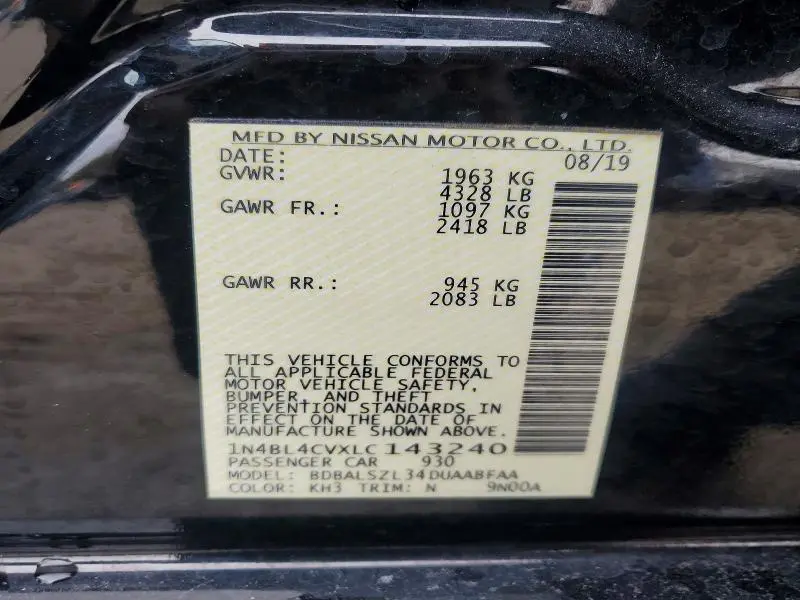 MFD BY NISSAN MOTOR CO., LTD.
DATE: 08/19
GVWR: 1963 KG
4328 LB
GAWR FR.: 1097 KG
2418 LB
GAWR RR.: 945 KG
2083 LB
THIS VEHICLE CONFORMS TO
ALL APPLICABLE FEDERAL
MOTOR VEHICLE SAFETY,
BUMPER, AND THEFT
PREVENTION STANDARDS IN
EFFECT ON THE DATE OF
MANUFACTURE SHOWN ABOVE.
1N4BL4CVXLC143240
PASSENGER CAR 930
MODEL: BDBALSZL34DUAABFAA
COLOR: KH3 TRIM: N 9N00A